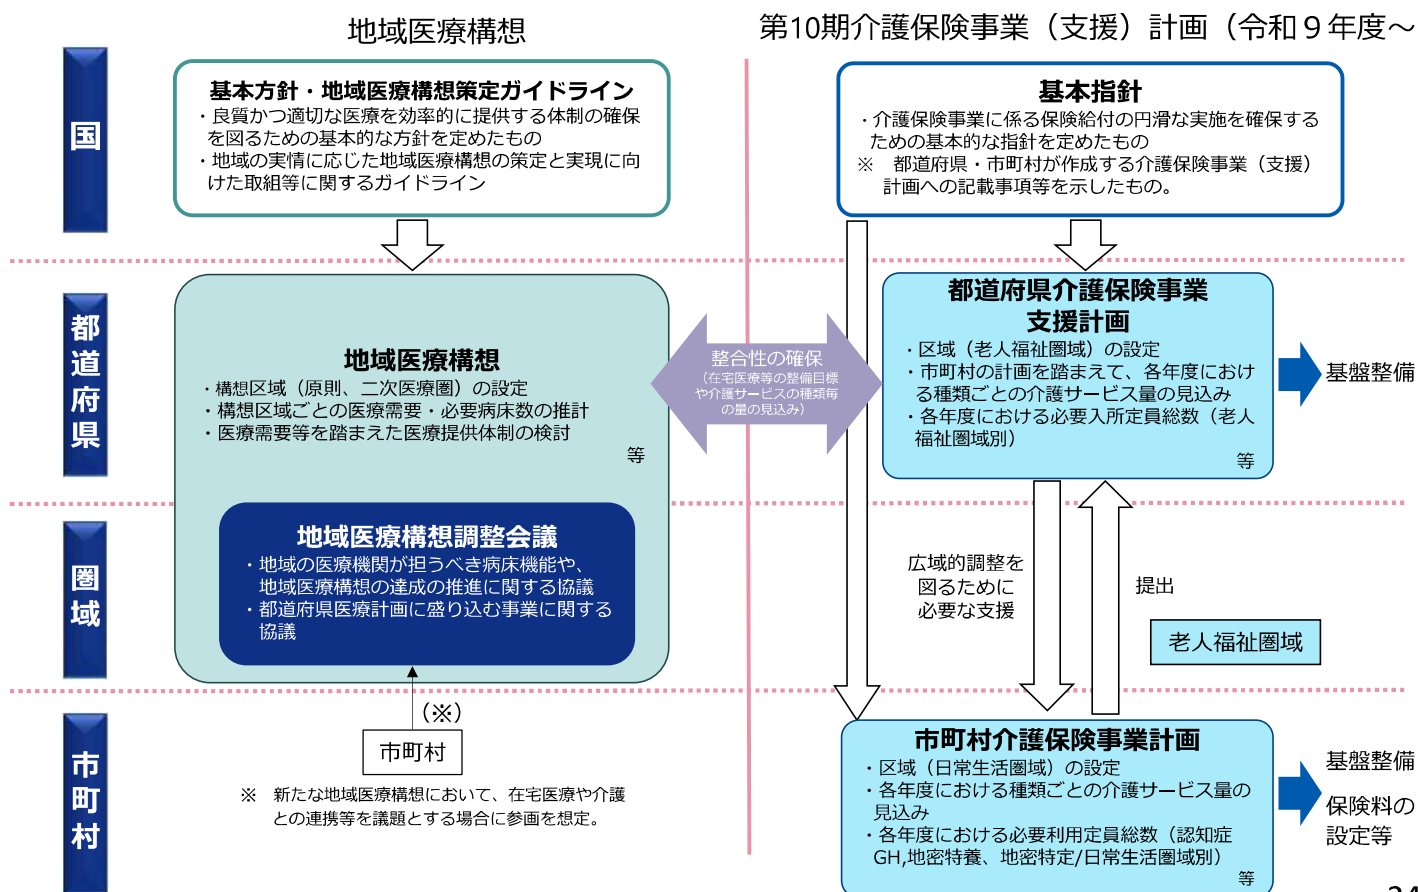 地域医療構想
第10期介護保険事業（支援）計画（令和９年度～
国
基本方針・地域医療構想策定ガイドライン
・良質かつ適切な医療を効率的に提供する体制の確保
を図るための基本的な方針を定めたもの
・地域の実情に応じた地域医療構想の策定と実現に向
けた取組等に関するガイドライン
基本指針
・介護保険事業に係る保険給付の円滑な実施を確保する
ための基本的な指針を定めたもの
※　都道府県・市町村が作成する介護保険事業（支援）
計画への記載事項等を示したもの。
都道府県
地域医療構想
・構想区域（原則、二次医療圏）の設定
・構想区域ごとの医療需要・必要病床数の推計
・医療需要等を踏まえた医療提供体制の検討
等
整合性の確保
（在宅医療等の整備目標
や介護サービスの種類毎
の量の見込み）
都道府県介護保険事業
支援計画
・区域（老人福祉圏域）の設定
・市町村の計画を踏まえて、各年度におけ
る種類ごとの介護サービス量の見込み
・各年度における必要入所定員総数（老人
福祉圏域別）
等
基盤整備
圏域
地域医療構想調整会議
・地域の医療機関が担うべき病床機能や、
地域医療構想の達成の推進に関する協議
・都道府県医療計画に盛り込む事業に関する
協議
広域的調整を
図るために
必要な支援
提出
老人福祉圏域
市町村
（※）
市町村
※　新たな地域医療構想において、在宅医療や介護
との連携等を議題とする場合に参画を想定。
市町村介護保険事業計画
・区域（日常生活圏域）の設定
・各年度における種類ごとの介護サービス量の
見込み
・各年度における必要利用定員総数（認知症
GH,地密特養、地密特定/日常生活圏域別）
等
基盤整備
保険料の
設定等